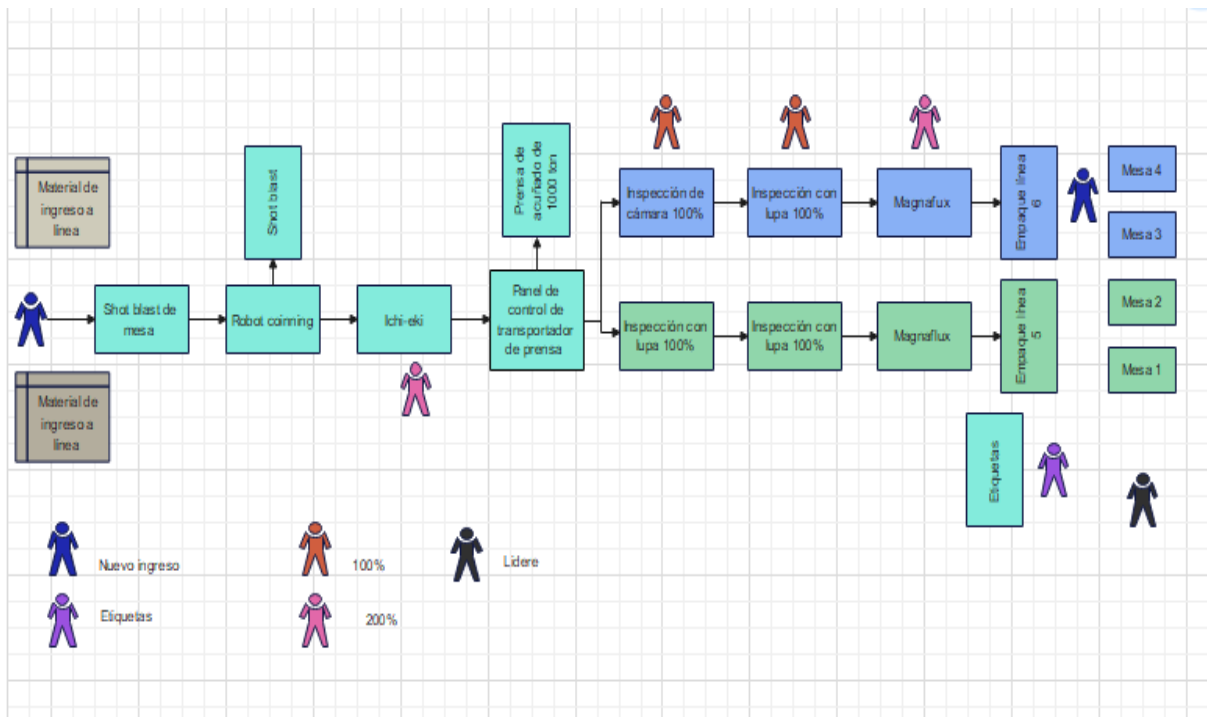 Material de
ingreso a
línea
Shot blast
Prensa de
acuñado de
1000 ton
Inspección de
cámara 100%
Inspección con
lupa 100%
Magnaflux
Empaque línea
6
Mesa 4
Mesa 3
Shot blast de
mesa
Robot coinning
Ichi-eki
Panel de
control de
transportador
de prensa
Inspección con
lupa 100%
Inspección con
lupa 100%
Magnaflux
Empaque línea
5
Mesa 2
Mesa 1
Material de
ingreso a
línea
Etiquetas
Nuevo ingreso
100%
Lidere
Etiquetas
200%